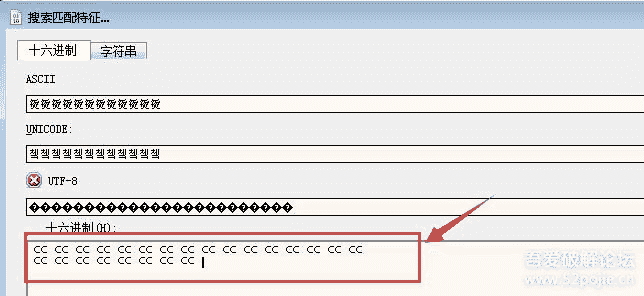 搜索匹配特征...
十六进制 字符串
ASCII
烫烫烫烫烫烫烫烫烫烫烫烫
UNICODE:
쳌쳌쳌쳌쳌쳌쳌쳌쳌쳌쳌쳌
UTF-8
������������������������
十六进制(H):
CC CC CC CC CC CC CC CC CC CC CC CC CC CC CC CC
CC CC CC CC CC CC CC CC
吾爱破解论坛
www.52pojie.cn